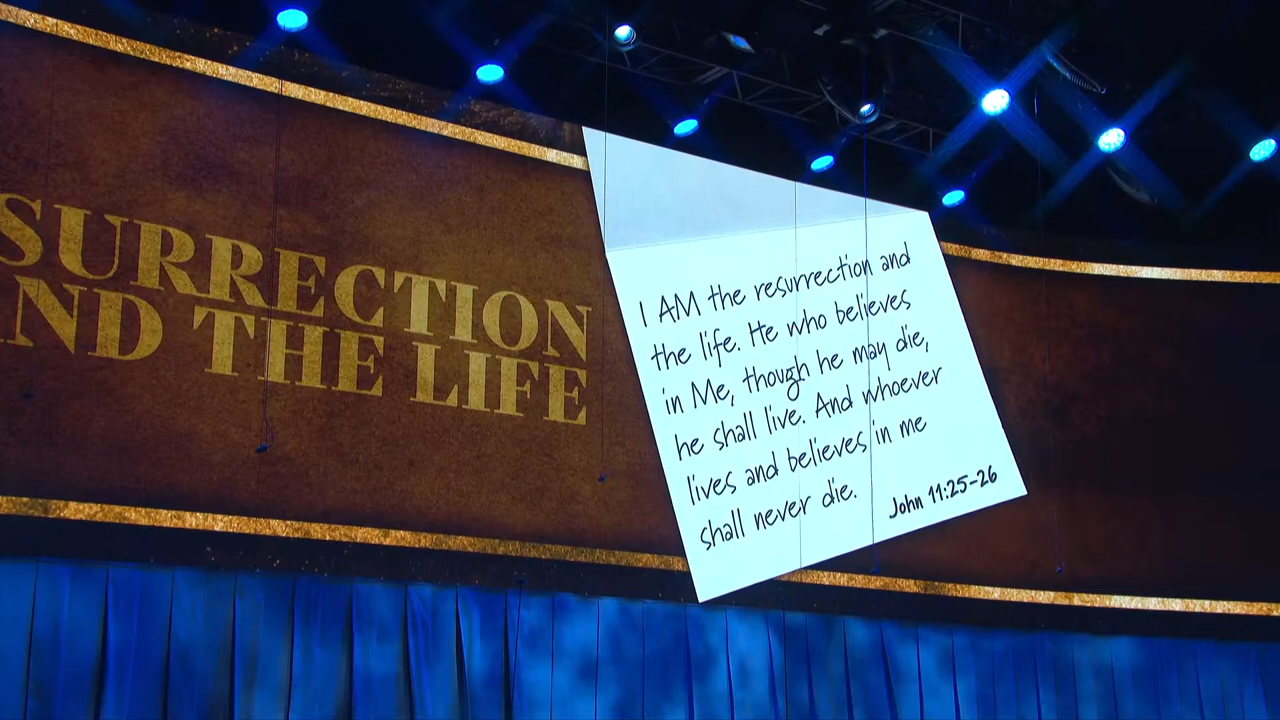 SURRECTION
ND THE LIFE
I AM the resurrection and
the life. He who believes
in Me, though he may die,
he shall live. And whoever
lives and believes in me
shall never die.
John 11:25-26